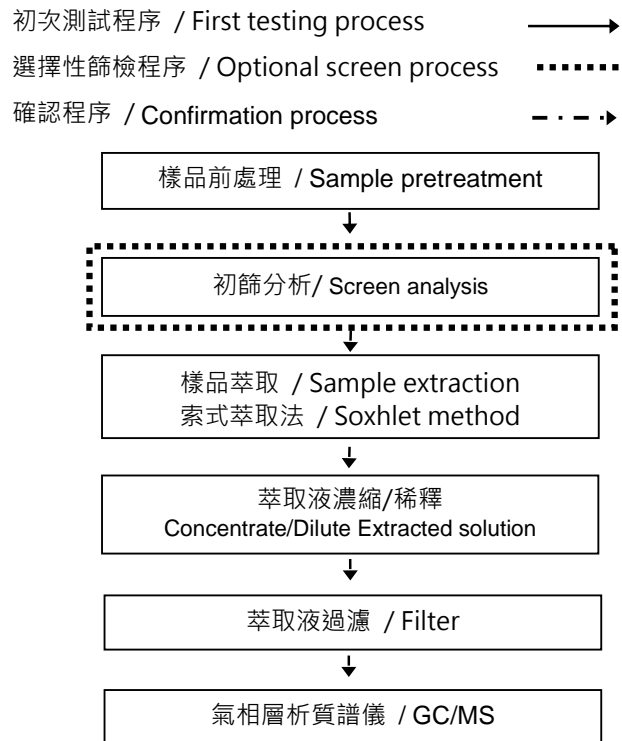 初次測試程序 / First testing process
選擇性篩檢程序 / Optional screen process
確認程序 / Confirmation process
樣品前處理 / Sample pretreatment
初篩分析/ Screen analysis
樣品萃取 / Sample extraction
索式萃取法 / Soxhlet method
萃取液濃縮/稀釋
Concentrate/Dilute Extracted solution
萃取液過濾 / Filter
氣相層析質譜儀 / GC/MS